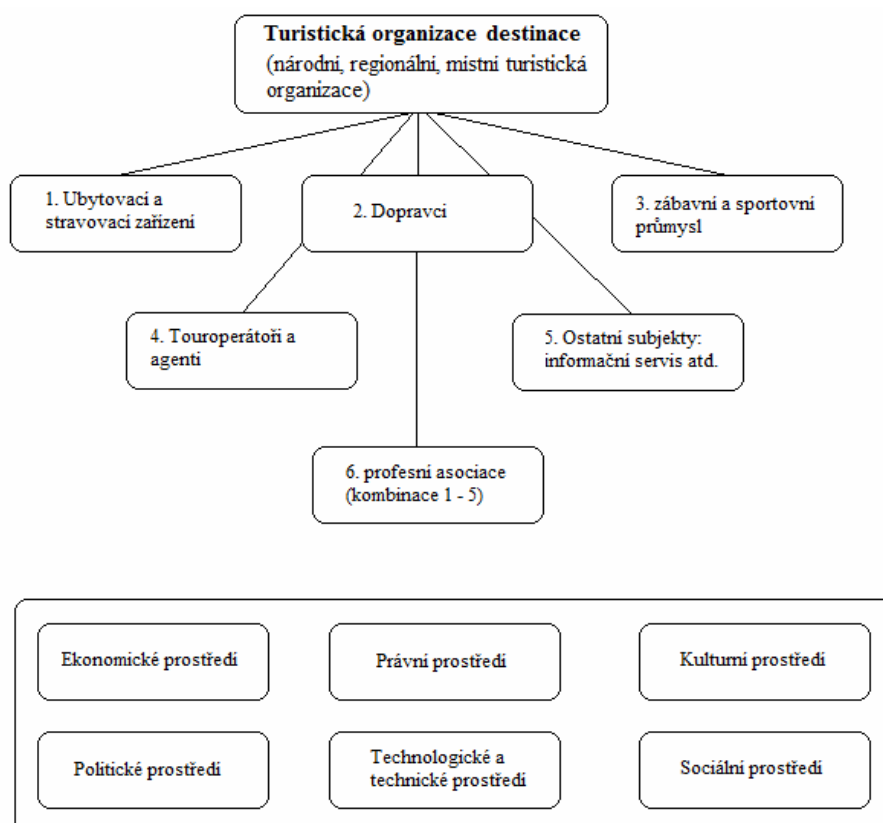 Turistická organizace destinace
(národní, regionální, místní turistická
organizace)
1. Ubytovací a
stravovací zařízení
2. Dopravci
3. zábavní a sportovní
průmysl
4. Touroperátoři a
agenti
5. Ostatní subjekty:
informační servis atd.
6. profesní asociace
(kombinace 1 - 5)
Ekonomické prostředí
Právní prostředí
Kulturní prostředí
Politické prostředí
Technologické a
technické prostředí
Sociální prostředí